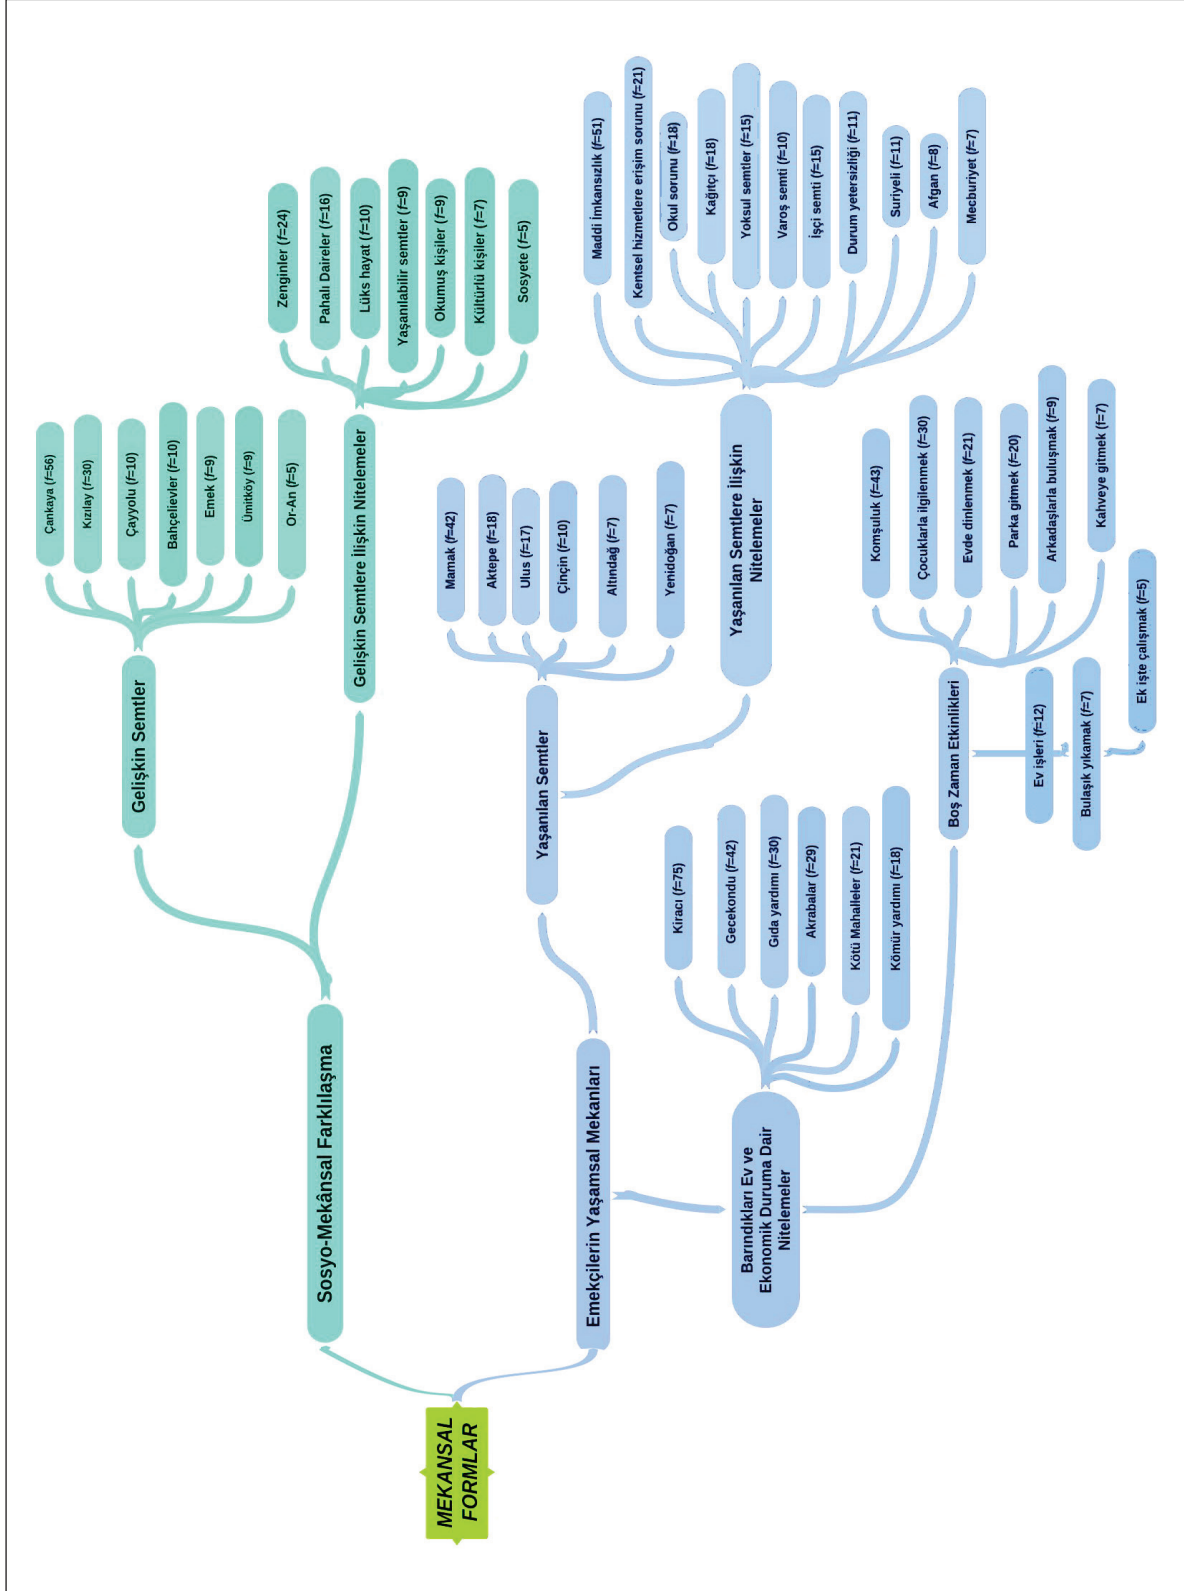 MEKANSAL
FORMLAR
Sosyo-Mekânsal Farklılaşma
Gelişkin Semtler
Çankaya (f=56)
Kızılay (f=30)
Çayyolu (f=10)
Bahçelievler (f=10)
Emek (f=9)
Ümitköy (f=9)
Or-An (f=5)
Gelişkin Semtlere İlişkin Nitelemeler
Zenginler (f=24)
Pahalı Daireler (f=16)
Lüks hayat (f=10)
Yaşanılabilir semtler (f=9)
Okumuş kişiler (f=9)
Kültürlü kişiler (f=7)
Sosyete (f=5)
Emekçilerin Yaşamsal Mekanları
Yaşanılan Semtler
Mamak (f=42)
Aktepe (f=18)
Ulus (f=17)
Çinçin (f=10)
Altındağ (f=7)
Yenidoğan (f=7)
Yaşanılan Semtlere İlişkin
Nitelemeler
Maddi İmkansızlık (f=51)
Kentsel hizmetlere erişim sorunu (f=21)
Okul sorunu (f=18)
Kağıtçı (f=18)
Yoksul semtler (f=15)
Varoş semti (f=10)
İşçi semti (f=15)
Durum yetersizliği (f=11)
Suriyeli (f=11)
Afgan (f=8)
Mecburiyet (f=7)
Barındıkları Ev ve
Ekonomik Duruma Dair
Nitelemeler
Kiracı (f=75)
Gecekondu (f=42)
Gıda yardımı (f=30)
Akrabalar (f=29)
Kötü Mahalleler (f=21)
Kömür yardımı (f=18)
Boş Zaman Etkinlikleri
Komşuluk (f=43)
Çocuklarla ilgilenmek (f=30)
Evde dinlenmek (f=21)
Parka gitmek (f=20)
Arkadaşlarla buluşmak (f=9)
Kahveye gitmek (f=7)
Ev işleri (f=12)
Bulaşık yıkamak (f=7)
Ek işte çalışmak (f=5)